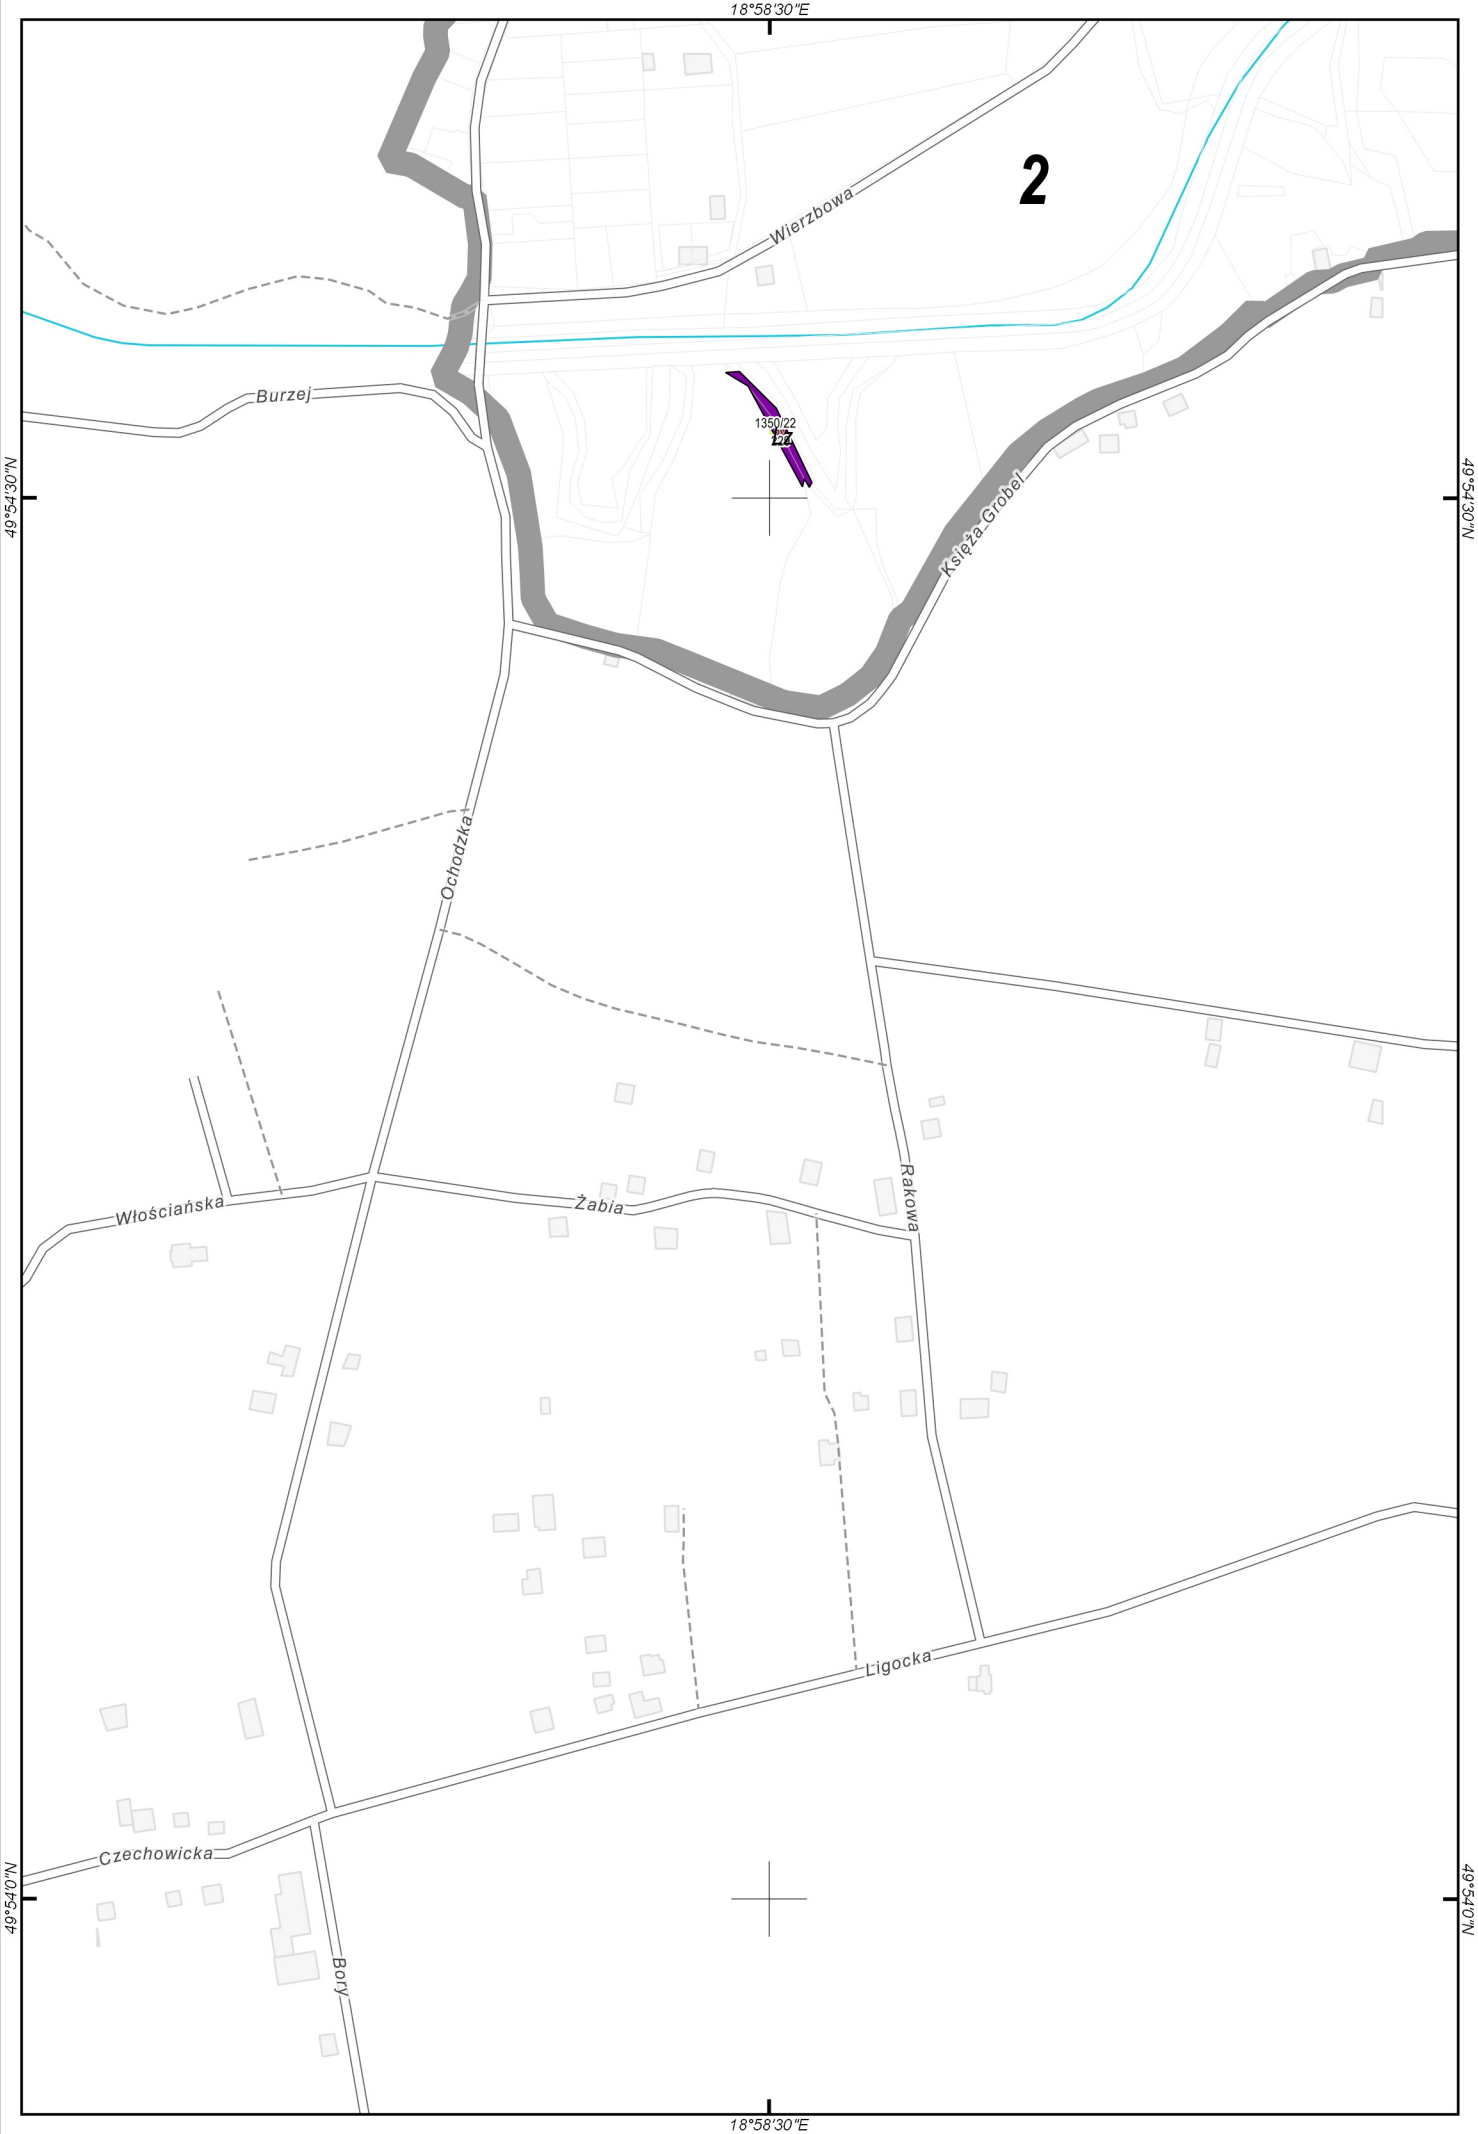 18°58'30"E
2
Wierzbowa
Burzej
1350/22
49°54'30"N
49°54'30"N
Księża Grobel
Ochodzka
Rakowa
Włościańska
Żabia
Ligocka
Czechowicka
49°54'0"N
49°54'0"N
Bory
18°58'30"E